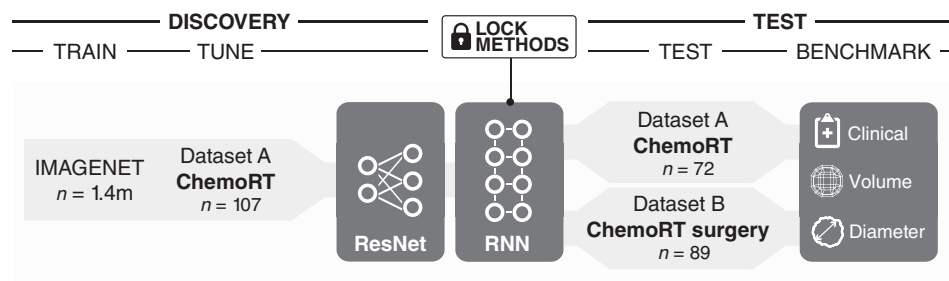 DISCOVERY
TEST
LOCK
METHODS
TRAIN
TUNE
TEST
BENCHMARK
IMAGENET
n = 1.4m
Dataset A
ChemoRT
n = 107
ResNet
RNN
Dataset A
ChemoRT
n = 72
Dataset B
ChemoRT surgery
n = 89
Clinical
Volume
Diameter